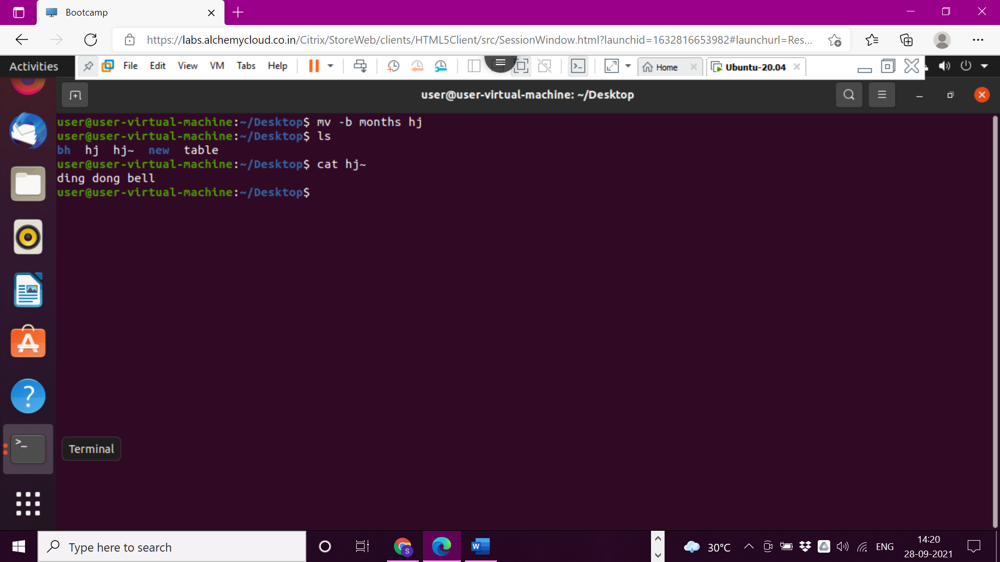 Bootcamp
https://labs.alchemycloud.co.in/Citrix/StoreWeb/clients/HTML5Client/src/SessionWindow.html?launchid=1632816653982#launchurl=Res...
Activities File Edit View VM Tabs Help Home Ubuntu-20.04
user@user-virtual-machine: ~/Desktop
user@user-virtual-machine:~/Desktop$ mv -b months hj
user@user-virtual-machine:~/Desktop$ ls
bh hj hj~ new table
user@user-virtual-machine:~/Desktop$ cat hj~
ding dong bell
user@user-virtual-machine:~/Desktop$
Terminal
Type here to search
S
W
30°C
ENG
14:20
28-09-2021